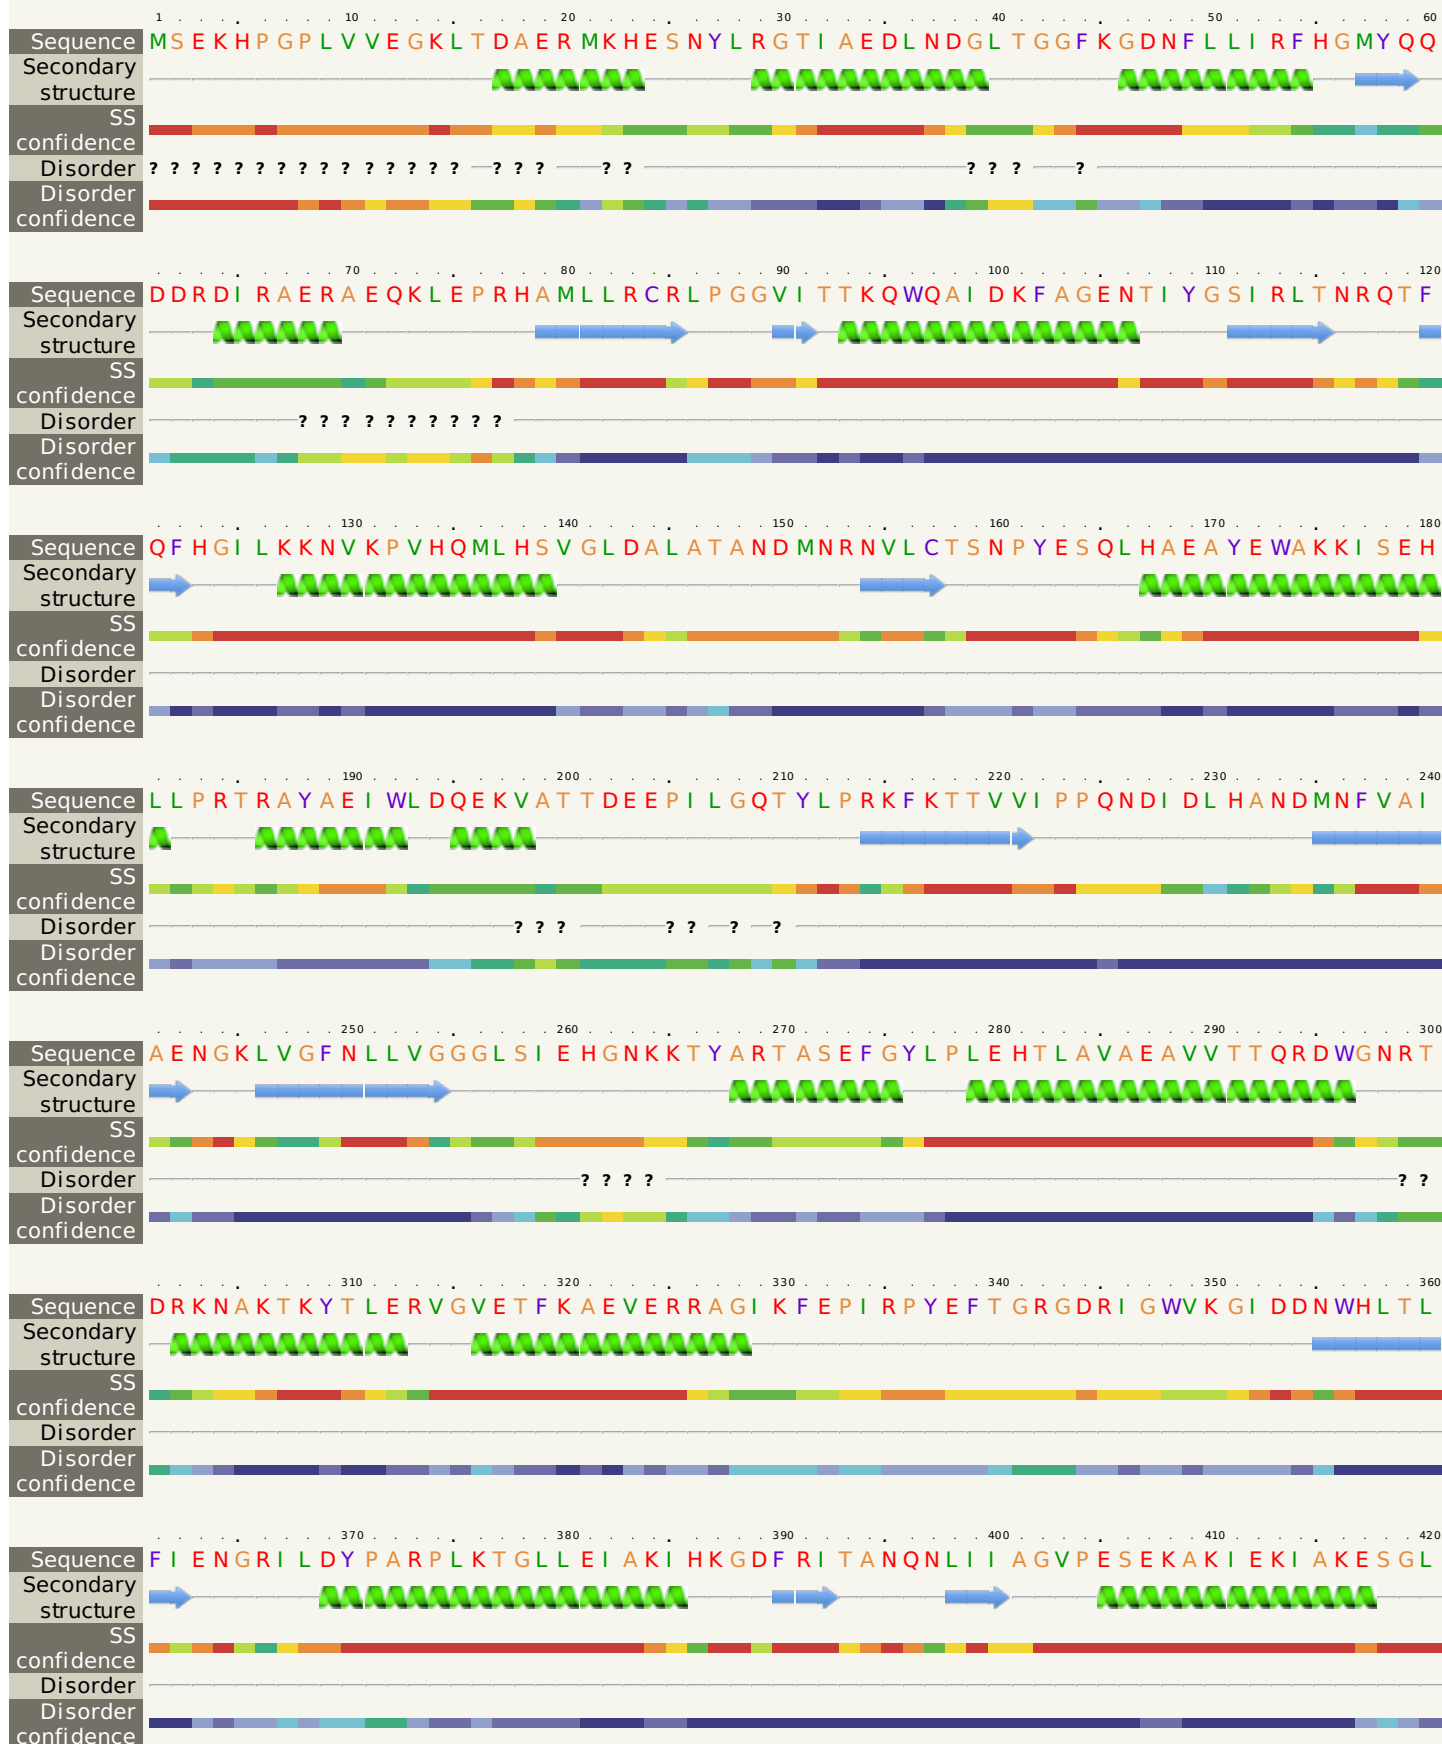 1 10 20 30 40 50 60
Sequence MSEKHPGPLVVEGKLTDAERMKHESNYLRGTIAEDLNDGLTGGFKGDNFLLIRFHGMYQQ
Secondary
structure
SS
confidence
Disorder ? ? ? ? ? ? ? ? ? ? ? ? ? ? ? ? ? ? ? ? ? ? ? ?
Disorder
confidence
70 80 90 100 110 120
Sequence DDRDIRAERAEQKLEPRHAMLLRCRLPGGVITTKQWQAIDKFAGENTIYGSIRLTNRQTF
Secondary
structure
SS
confidence
Disorder ? ? ? ? ? ? ? ? ? ?
Disorder
confidence
130 140 150 160 170 180
Sequence QFHGILKKNVKPVHQMLHSVGLDALATANDMNRNVLCTSNPYESQLHAEAYEWAKKISEH
Secondary
structure
SS
confidence
Disorder
Disorder
confidence
190 200 210 220 230 240
Sequence LLPRTRAYAEIWLDQEKVATTDEEPILGQTYLPRKFKTTVVIPPQNDIDLHANDMNFVAI
Secondary
structure
SS
confidence
Disorder ? ? ? ? ? ? ?
Disorder
confidence
250 260 270 280 290 300
Sequence AENGKLVGFNLLVGGGLSIEHGNKKTYARTASEFGYLPLEHTLAVAEAVVTTQRDWGNRT
Secondary
structure
SS
confidence
Disorder ? ? ? ? ? ?
Disorder
confidence
310 320 330 340 350 360
Sequence DRKNAKTKYTLERVGVETFKAEVERRAGIKFEPIRPYEFTGRGDRIGWVKGIDDNWHLTL
Secondary
structure
SS
confidence
Disorder
Disorder
confidence
370 380 390 400 410 420
Sequence FIENGRILDYPARPLKTGLLEIAKIHKGDFRITANQNLIIAGVPESEKAKIEKIAKESGL
Secondary
structure
SS
confidence
Disorder
Disorder
confidence